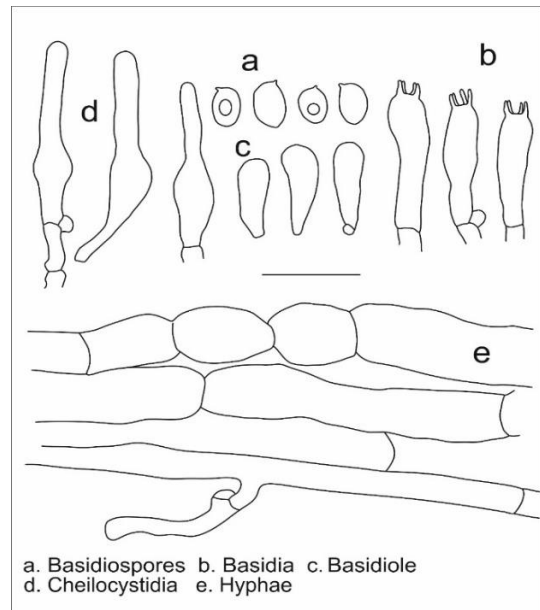 a
b
d
c
e
a. Basidiospores b. Basidia c. Basidiole
d. Cheilocystidia e. Hyphae